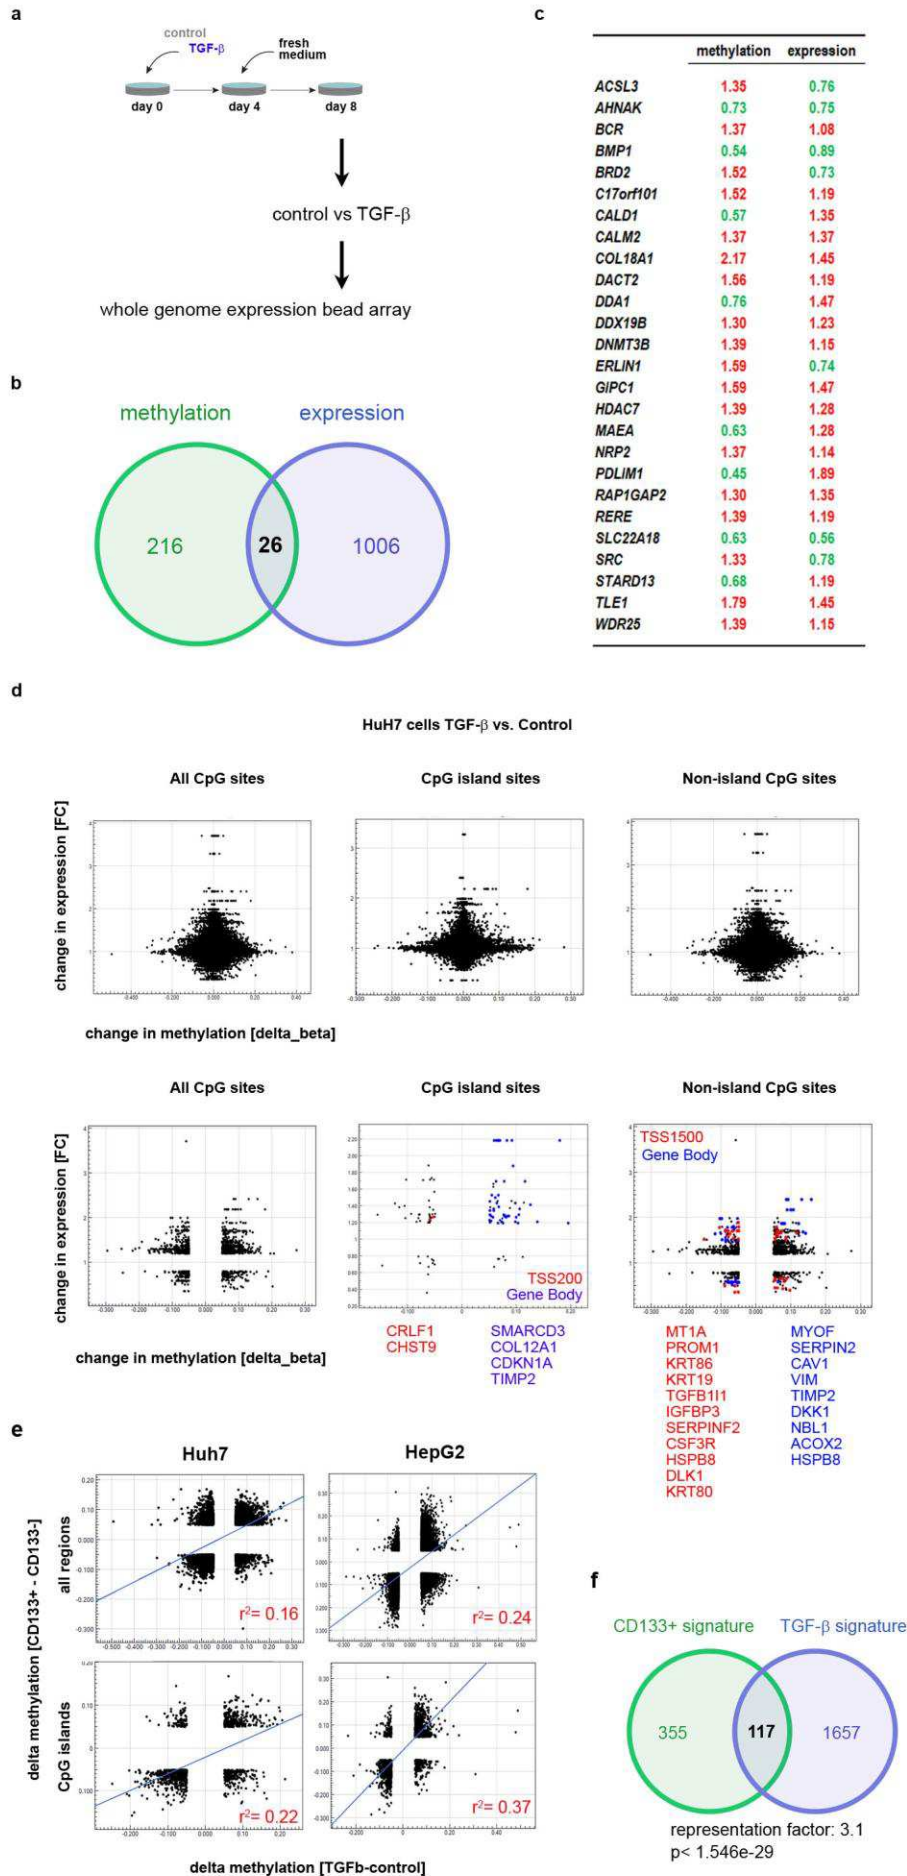 a
control
TGF-β
fresh
medium
day 0
day 4
day 8
control vs TGF-β
whole genome expression bead array
b
methylation
expression
216
26
1006
c
methylation expression
ACSL3 1.35 0.76
AHNAK 0.73 0.75
BCR 1.37 1.08
BMP1 0.54 0.89
BRD2 1.52 0.73
C17orf101 1.52 1.19
CALD1 0.57 1.35
CALM2 1.37 1.37
COL18A1 2.17 1.45
DACT2 1.56 1.19
DDA1 0.76 1.47
DDX19B 1.30 1.23
DNMT3B 1.39 1.15
ERLIN1 1.59 0.74
GIPC1 1.59 1.47
HDAC7 1.39 1.28
MAEA 0.63 1.28
NRP2 1.37 1.14
PDLIM1 0.45 1.89
RAP1GAP2 1.30 1.35
RERE 1.39 1.19
SLC22A18 0.63 0.56
SRC 1.33 0.78
STARD13 0.68 1.19
TLE1 1.79 1.45
WDR25 1.39 1.15
d
HuH7 cells TGF-β vs. Control
All CpG sites
CpG island sites
Non-island CpG sites
change in expression [FC]
change in methylation [delta_beta]
All CpG sites
CpG island sites
Non-island CpG sites
change in expression [FC]
TSS200
Gene Body
TSS1500
Gene Body
change in methylation [delta_beta]
CRLF1
CHST9
SMARCD3
COL12A1
CDKN1A
TIMP2
MT1A
PROM1
KRT86
KRT19
TGFB1I1
IGFBP3
SERPINF2
CSF3R
HSPB8
DLK1
KRT80
MYOF
SERPIN2
CAV1
VIM
TIMP2
DKK1
NBL1
ACOX2
HSPB8
e
Huh7
HepG2
delta methylation [CD133+ - CD133-]
all regions
CpG islands
r²= 0.16
r²= 0.24
r²= 0.22
r²= 0.37
delta methylation [TGFb-control]
f
CD133+ signature
TGF-β signature
355
117
1657
representation factor: 3.1
p< 1.546e-29